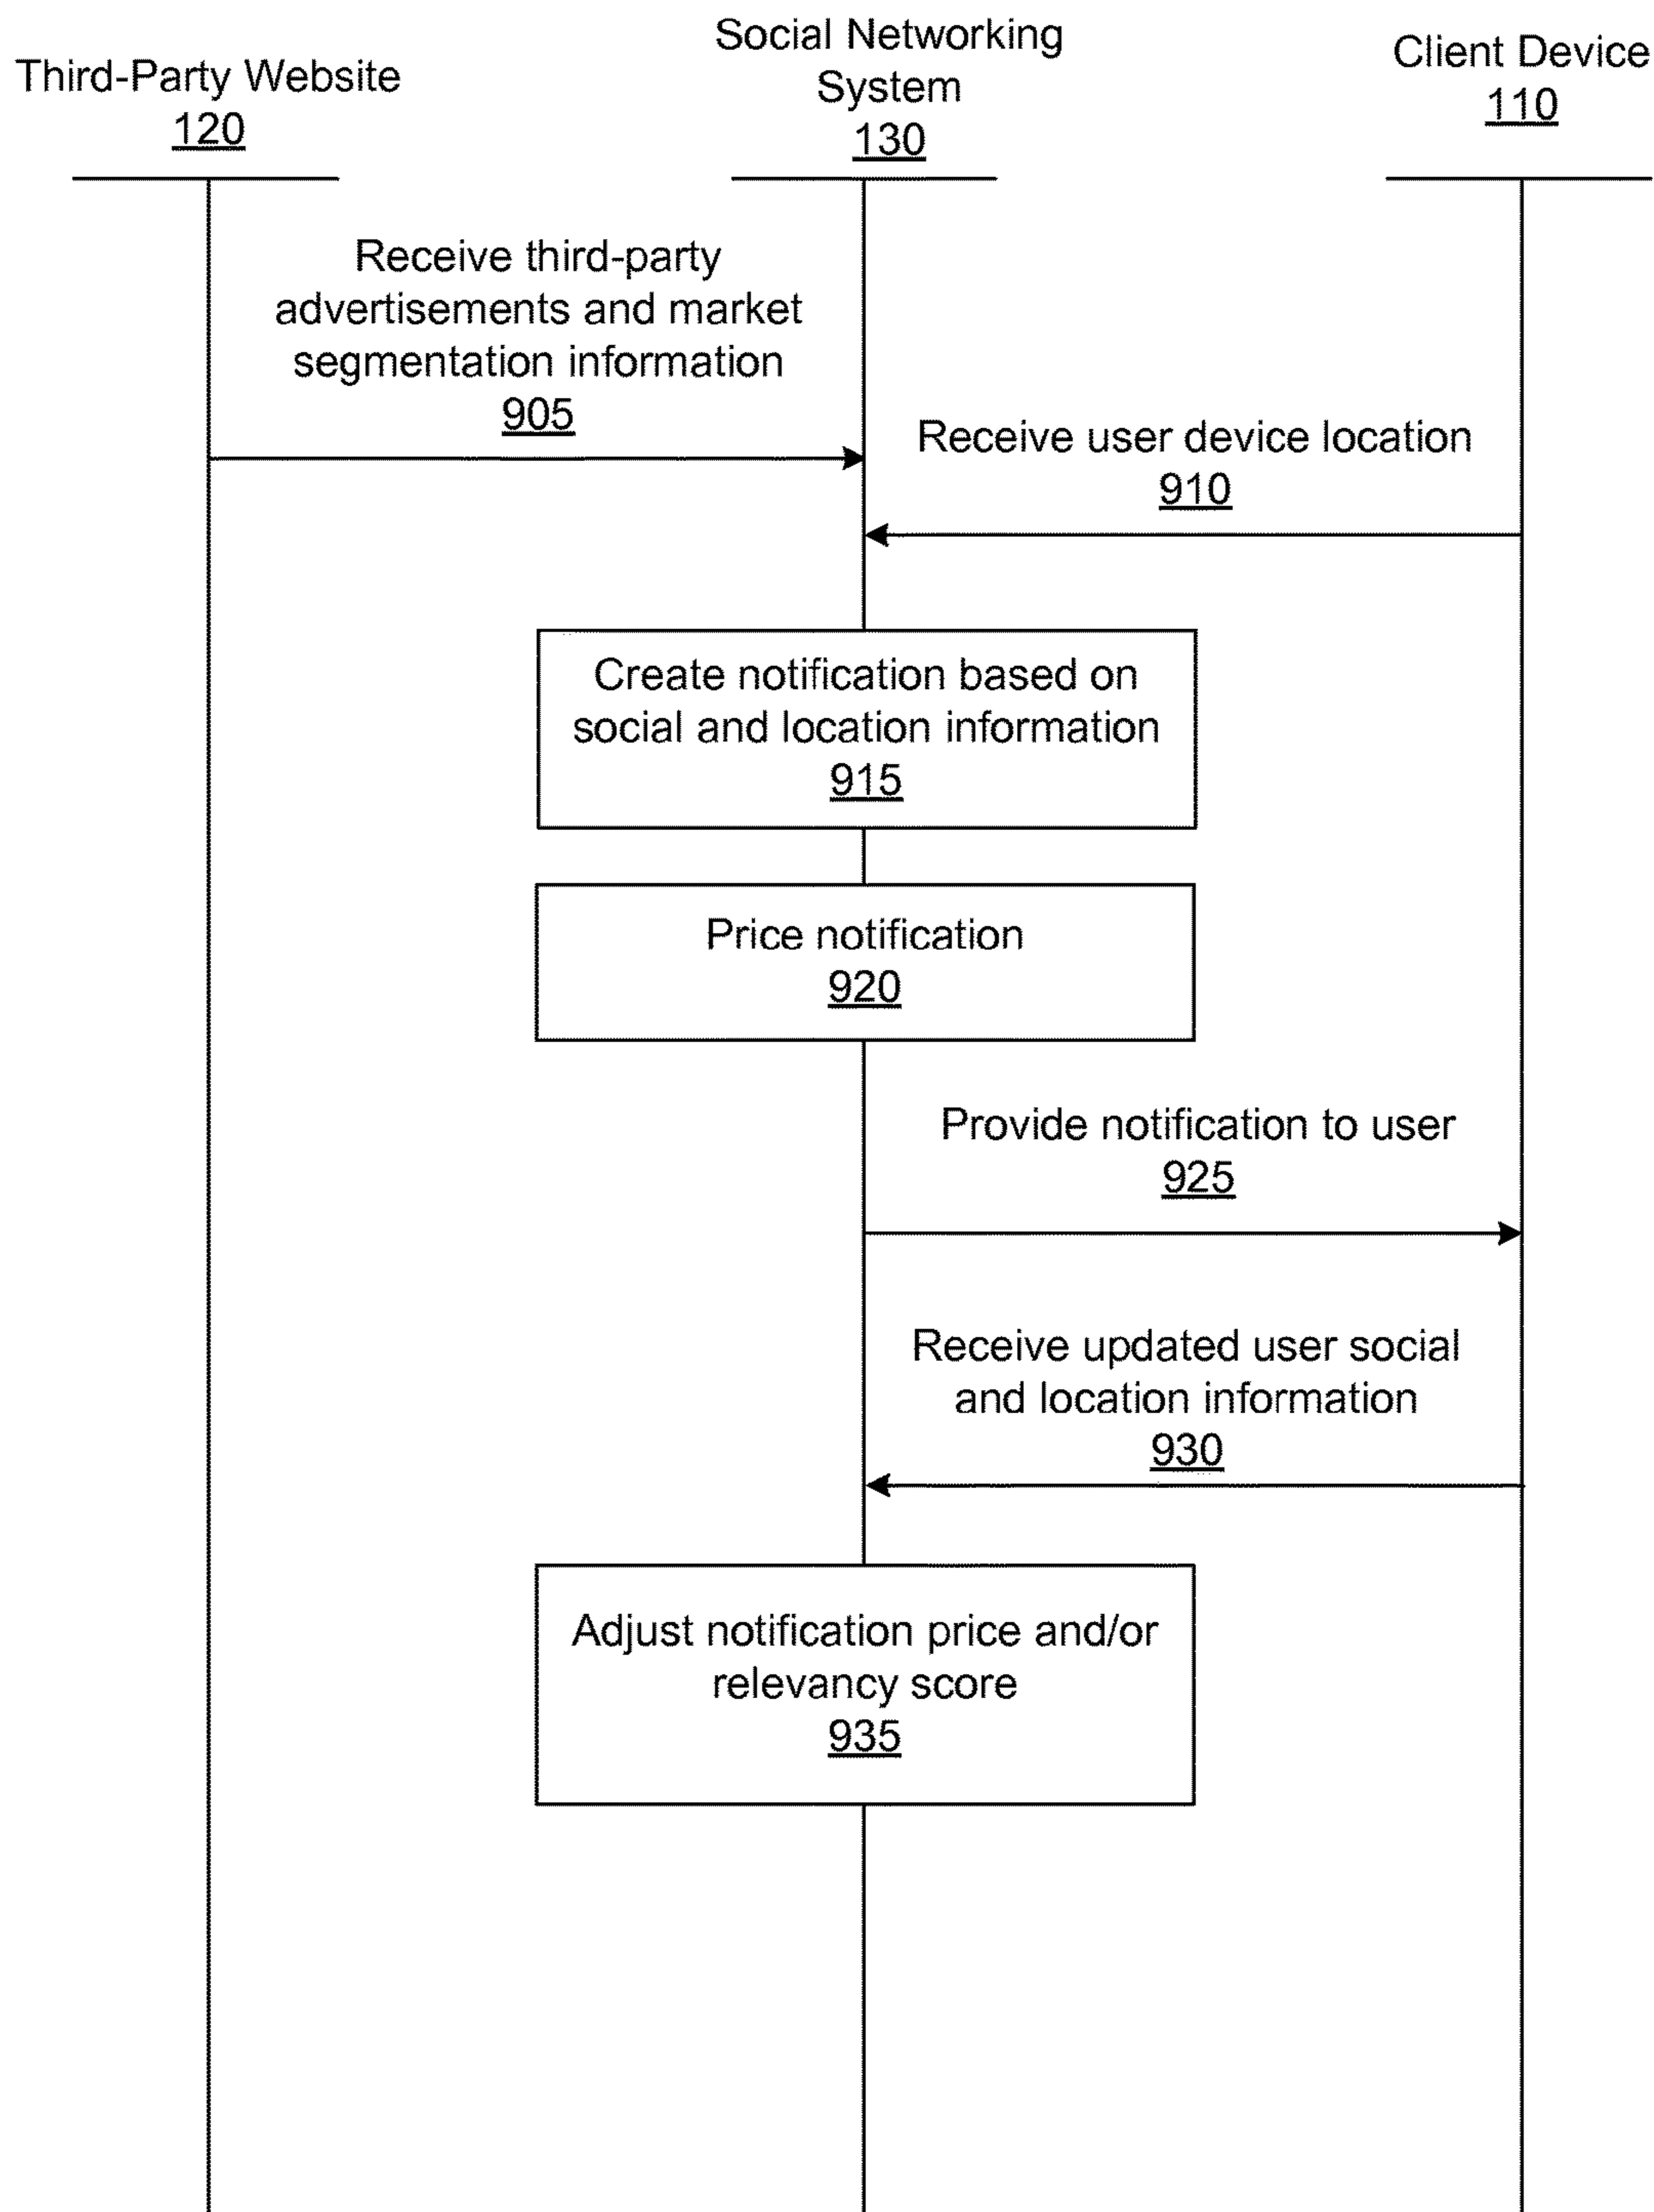 Third-Party Website
120
Social Networking
System
130
Client Device
110
Receive third-party
advertisements and market
segmentation information
905
Receive user device location
910
Create notification based on
social and location information
915
Price notification
920
Provide notification to user
925
Receive updated user social
and location information
930
Adjust notification price and/or
relevancy score
935